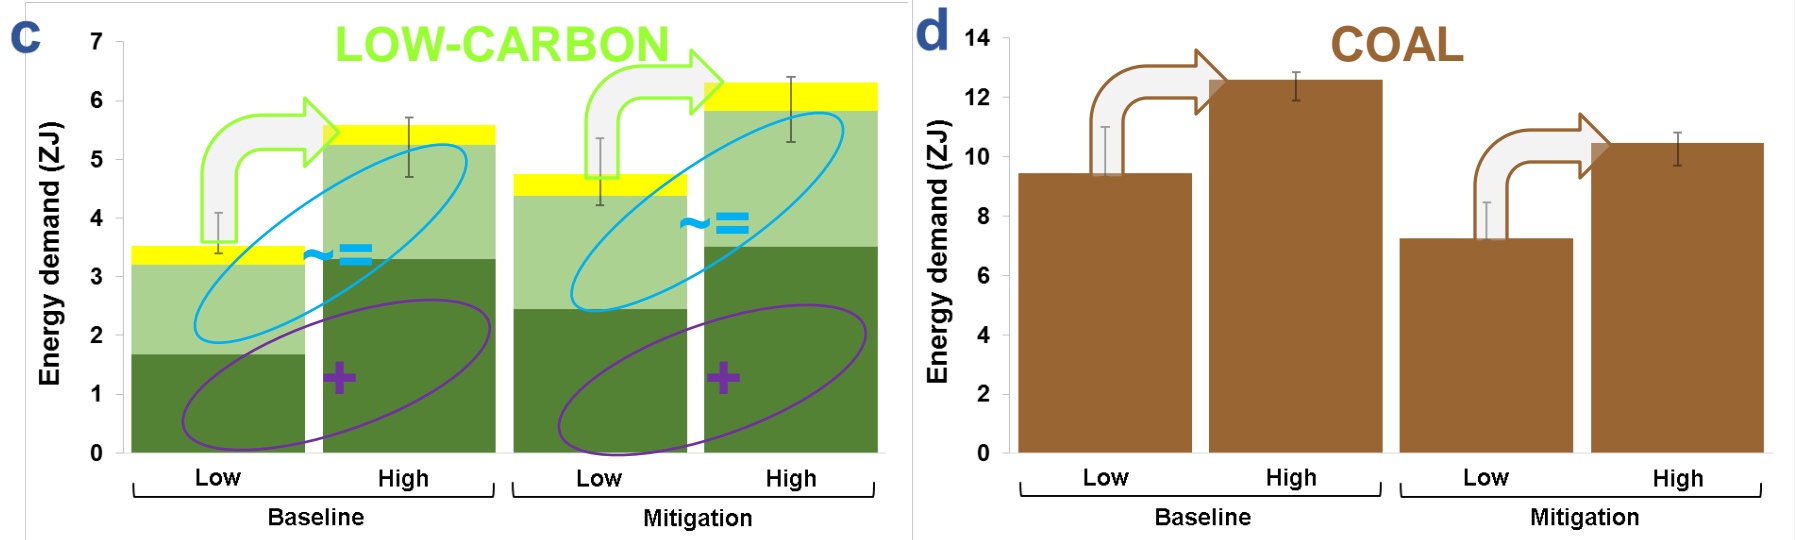 c
LOW-CARBON
Energy demand (ZJ)
7
6
5
4
3
2
1
0
~=
+
~=
+
Low
High
Low
High
Baseline
Mitigation
d
COAL
Energy demand (ZJ)
14
12
10
8
6
4
2
0
Low
High
Low
High
Baseline
Mitigation